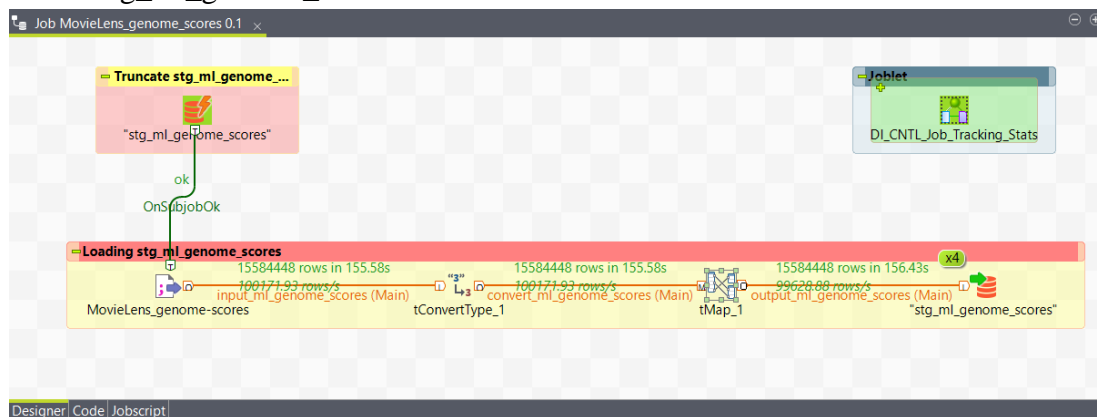 Job MovieLens_genome_scores 0.1
Truncate stg_ml_genome_...
"stg_ml_genome_scores"
Joblet
DI_CNTL_Job_Tracking_Stats
ok
OnSubjobOk
Loading stg_ml_genome_scores
x4
15584448 rows in 155.58s
100171.93 rows/s
input_ml_genome_scores (Main)
15584448 rows in 155.58s
100171.93 rows/s
convert_ml_genome_scores (Main)
15584448 rows in 156.43s
99628.88 rows/s
output_ml_genome_scores (Main)
MovieLens_genome-scores
tConvertType_1
tMap_1
"stg_ml_genome_scores"
Designer Code Jobscript